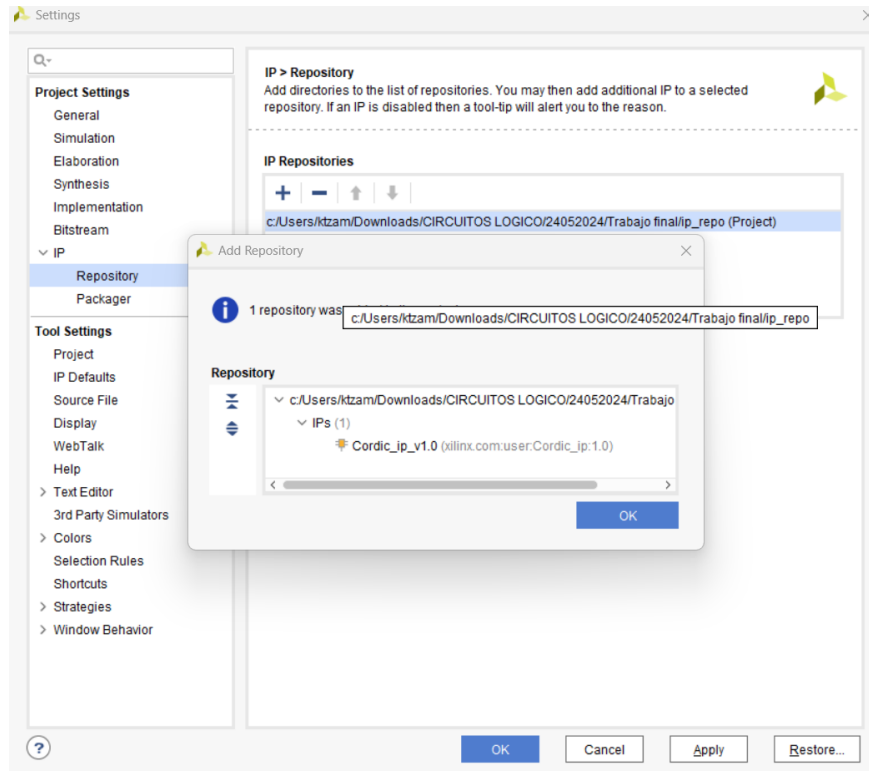 Settings
Project Settings
General
Simulation
Elaboration
Synthesis
Implementation
Bitstream
IP
Repository
Packager
Tool Settings
Project
IP Defaults
Source File
Display
WebTalk
Help
Text Editor
3rd Party Simulators
Colors
Selection Rules
Shortcuts
Strategies
Window Behavior
IP > Repository
Add directories to the list of repositories. You may then add additional IP to a selected
repository. If an IP is disabled then a tool-tip will alert you to the reason.
IP Repositories
c:/Users/ktzam/Downloads/CIRCUITOS LOGICO/24052024/Trabajo final/ip_repo (Project)
Add Repository
1 repository was
c:/Users/ktzam/Downloads/CIRCUITOS LOGICO/24052024/Trabajo final/ip_repo
Repository
c:/Users/ktzam/Downloads/CIRCUITOS LOGICO/24052024/Trabajo
IPs (1)
Cordic_ip_v1.0 (xilinx.com:user:Cordic_ip:1.0)
OK
? OK Cancel Apply Restore...